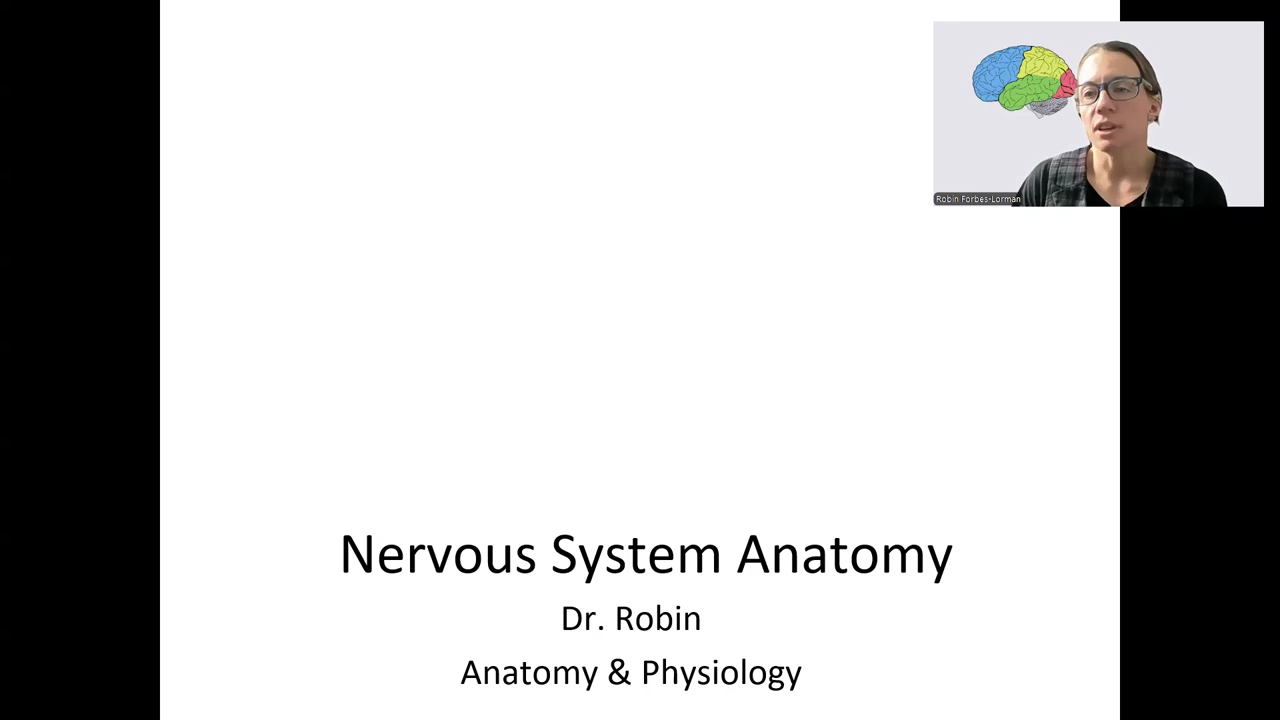 Robin Forbes-Lorman
Nervous System Anatomy
Dr. Robin
Anatomy & Physiology